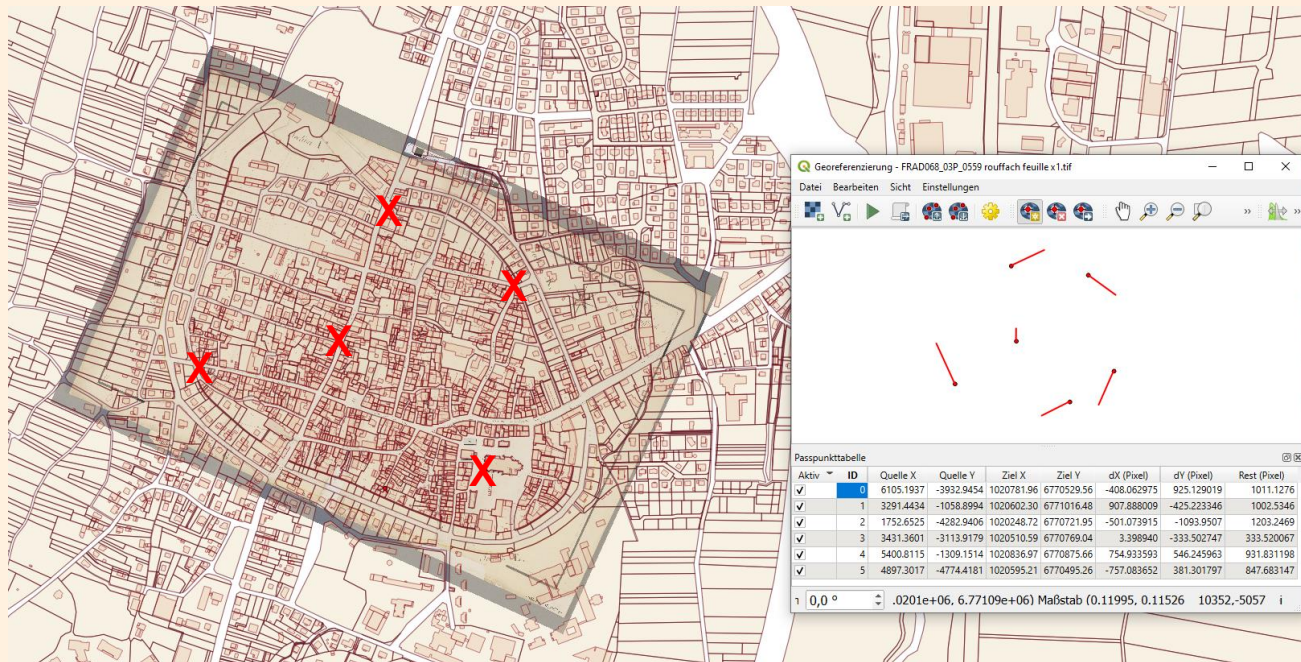 X
X
X
X
X
Georeferenzierung - FRAD068_03P_0559 rouffach feuille x1.tif
Datei Bearbeiten Sicht Einstellungen
Passpunkttabelle
Aktiv ID Quelle X Quelle Y Ziel X Ziel Y dX (Pixel) dY (Pixel) Rest (Pixel)
0 6105.1937 -3932.9454 1020781.96 6770529.56 -408.062975 925.129019 1011.1276
1 3291.4434 -1058.8994 1020602.30 6771016.48 907.888009 -425.223346 1002.5346
2 1752.6525 -4282.9406 1020248.72 6770721.95 -501.073915 -1093.9507 1203.2469
3 3431.3601 -3113.9179 1020510.59 6770769.04 3.398940 -333.502747 333.520067
4 5400.8115 -1309.1514 1020836.97 6770875.66 754.933593 546.245963 931.831198
5 4897.3017 -4774.4181 1020595.21 6770495.26 -757.083652 381.301797 847.683147
0,0 ° .0201e+06, 6.77109e+06) Maßstab (0.11995, 0.11526 10352,-5057